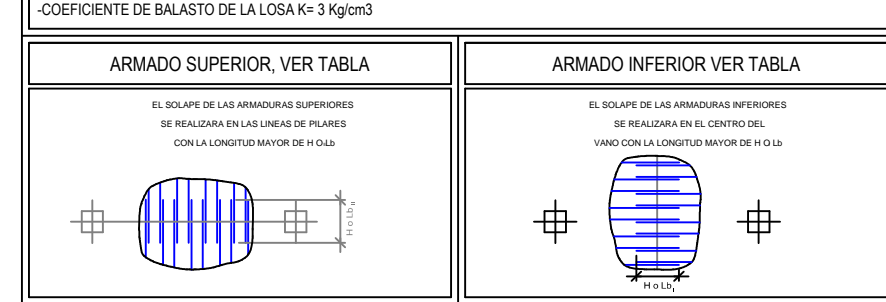 -COEFICIENTE DE BALASTO DE LA LOSA K= 3 Kg/cm3
ARMADO SUPERIOR, VER TABLA
EL SOLAPE DE LAS ARMADURAS SUPERIORES
SE REALIZARA EN LAS LINEAS DE PILARES
CON LA LONGITUD MAYOR DE H O Lb
H o Lb II
ARMADO INFERIOR VER TABLA
EL SOLAPE DE LAS ARMADURAS INFERIORES
SE REALIZARA EN EL CENTRO DEL
VANO CON LA LONGITUD MAYOR DE H O Lb
H o Lb I